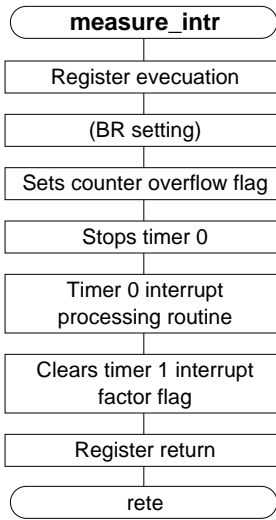 measure_intr
Register evecuation
(BR setting)
Sets counter overflow flag
Stops timer 0
Timer 0 interrupt
processing routine
Clears timer 1 interrupt
factor flag
Register return
rete